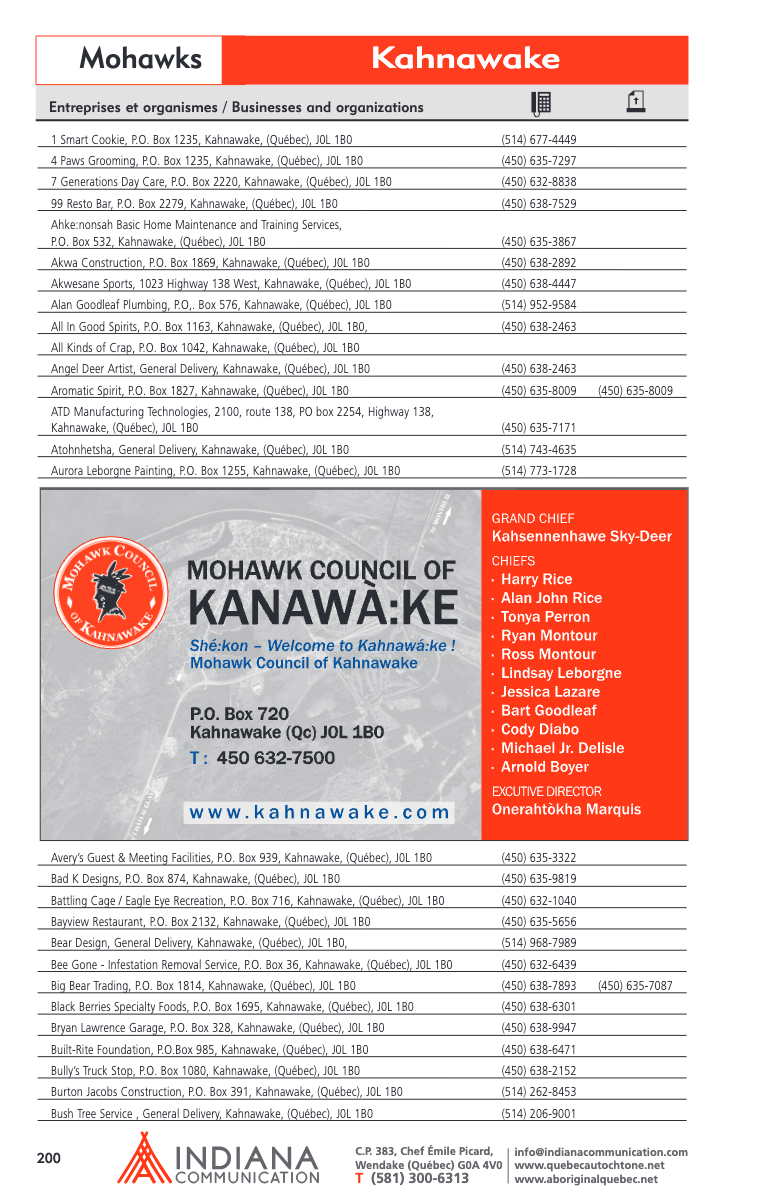 Mohawks
Kahnawake
Entreprises et organismes / Businesses and organizations
1 Smart Cookie, P.O. Box 1235, Kahnawake, (Québec), J0L 1B0 (514) 677-4449
4 Paws Grooming, P.O. Box 1235, Kahnawake, (Québec), J0L 1B0 (450) 635-7297
7 Generations Day Care, P.O. Box 2220, Kahnawake, (Québec), J0L 1B0 (450) 632-8838
99 Resto Bar, P.O. Box 2279, Kahnawake, (Québec), J0L 1B0 (450) 638-7529
Ahke:nonsah Basic Home Maintenance and Training Services,
P.O. Box 532, Kahnawake, (Québec), J0L 1B0 (450) 635-3867
Akwa Construction, P.O. Box 1869, Kahnawake, (Québec), J0L 1B0 (450) 638-2892
Akwesane Sports, 1023 Highway 138 West, Kahnawake, (Québec), J0L 1B0 (450) 638-4447
Alan Goodleaf Plumbing, P.O,. Box 576, Kahnawake, (Québec), J0L 1B0 (514) 952-9584
All In Good Spirits, P.O. Box 1163, Kahnawake, (Québec), J0L 1B0, (450) 638-2463
All Kinds of Crap, P.O. Box 1042, Kahnawake, (Québec), J0L 1B0
Angel Deer Artist, General Delivery, Kahnawake, (Québec), J0L 1B0 (450) 638-2463
Aromatic Spirit, P.O. Box 1827, Kahnawake, (Québec), J0L 1B0 (450) 635-8009 (450) 635-8009
ATD Manufacturing Technologies, 2100, route 138, PO box 2254, Highway 138,
Kahnawake, (Québec), J0L 1B0 (450) 635-7171
Atohnhetsha, General Delivery, Kahnawake, (Québec), J0L 1B0 (514) 743-4635
Aurora Leborgne Painting, P.O. Box 1255, Kahnawake, (Québec), J0L 1B0 (514) 773-1728
to MONTREAL
MOHAWK COUNCIL
OF KAHNAWAKE
MOHAWK COUNCIL OF
KANAWÀ:KE
Shé:kon – Welcome to Kahnawá:ke !
Mohawk Council of Kahnawake
P.O. Box 720
Kahnawake (Qc) J0L 1B0
T : 450 632-7500
www.kahnawake.com
GRAND CHIEF
Kahsennenhawe Sky-Deer
CHIEFS
· Harry Rice
· Alan John Rice
· Tonya Perron
· Ryan Montour
· Ross Montour
· Lindsay Leborgne
· Jessica Lazare
· Bart Goodleaf
· Cody Diabo
· Michael Jr. Delisle
· Arnold Boyer
EXCUTIVE DIRECTOR
Onerahtòkha Marquis
Avery's Guest & Meeting Facilities, P.O. Box 939, Kahnawake, (Québec), J0L 1B0 (450) 635-3322
Bad K Designs, P.O. Box 874, Kahnawake, (Québec), J0L 1B0 (450) 635-9819
Battling Cage / Eagle Eye Recreation, P.O. Box 716, Kahnawake, (Québec), J0L 1B0 (450) 632-1040
Bayview Restaurant, P.O. Box 2132, Kahnawake, (Québec), J0L 1B0 (450) 635-5656
Bear Design, General Delivery, Kahnawake, (Québec), J0L 1B0, (514) 968-7989
Bee Gone - Infestation Removal Service, P.O. Box 36, Kahnawake, (Québec), J0L 1B0 (450) 632-6439
Big Bear Trading, P.O. Box 1814, Kahnawake, (Québec), J0L 1B0 (450) 638-7893 (450) 635-7087
Black Berries Specialty Foods, P.O. Box 1695, Kahnawake, (Québec), J0L 1B0 (450) 638-6301
Bryan Lawrence Garage, P.O. Box 328, Kahnawake, (Québec), J0L 1B0 (450) 638-9947
Built-Rite Foundation, P.O.Box 985, Kahnawake, (Québec), J0L 1B0 (450) 638-6471
Bully's Truck Stop, P.O. Box 1080, Kahnawake, (Québec), J0L 1B0 (450) 638-2152
Burton Jacobs Construction, P.O. Box 391, Kahnawake, (Québec), J0L 1B0 (514) 262-8453
Bush Tree Service , General Delivery, Kahnawake, (Québec), J0L 1B0 (514) 206-9001
200
INDIANA
COMMUNICATION
C.P. 383, Chef Émile Picard,
Wendake (Québec) G0A 4V0
T (581) 300-6313
info@indianacommunication.com
www.quebecautochtone.net
www.aboriginalquebec.net